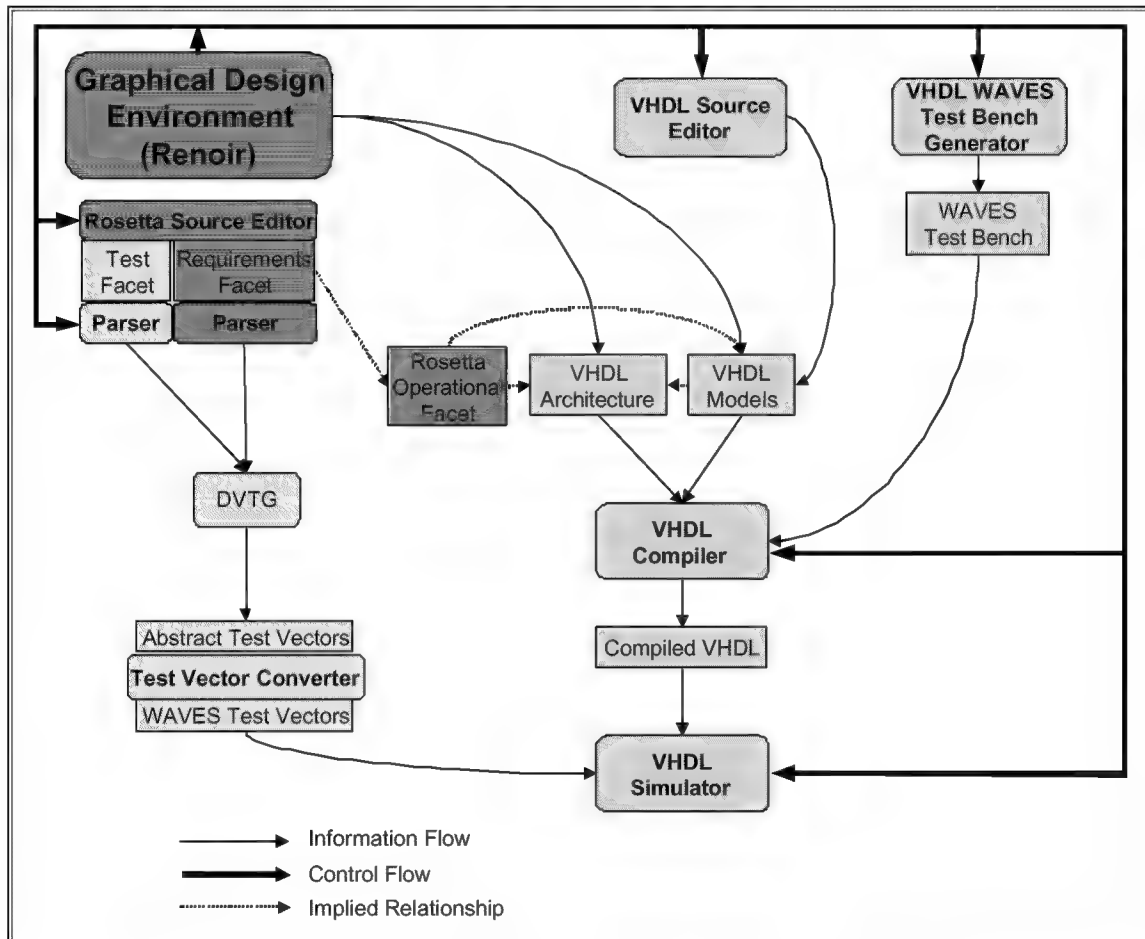 Graphical Design
Environment
(Renoir)
VHDL Source
Editor
VHDL WAVES
Test Bench
Generator
WAVES
Test Bench
Rosetta Source Editor
Test
Facet
Requirements
Facet
Parser
Parser
Rosetta
Operationa
Facet
VHDL
Architecture
VHDL
Models
DVTG
VHDL
Compiler
Abstract Test Vectors
Test Vector Converter
WAVES Test Vectors
Compiled VHDL
VHDL
Simulator
Information Flow
Control Flow
Implied Relationship